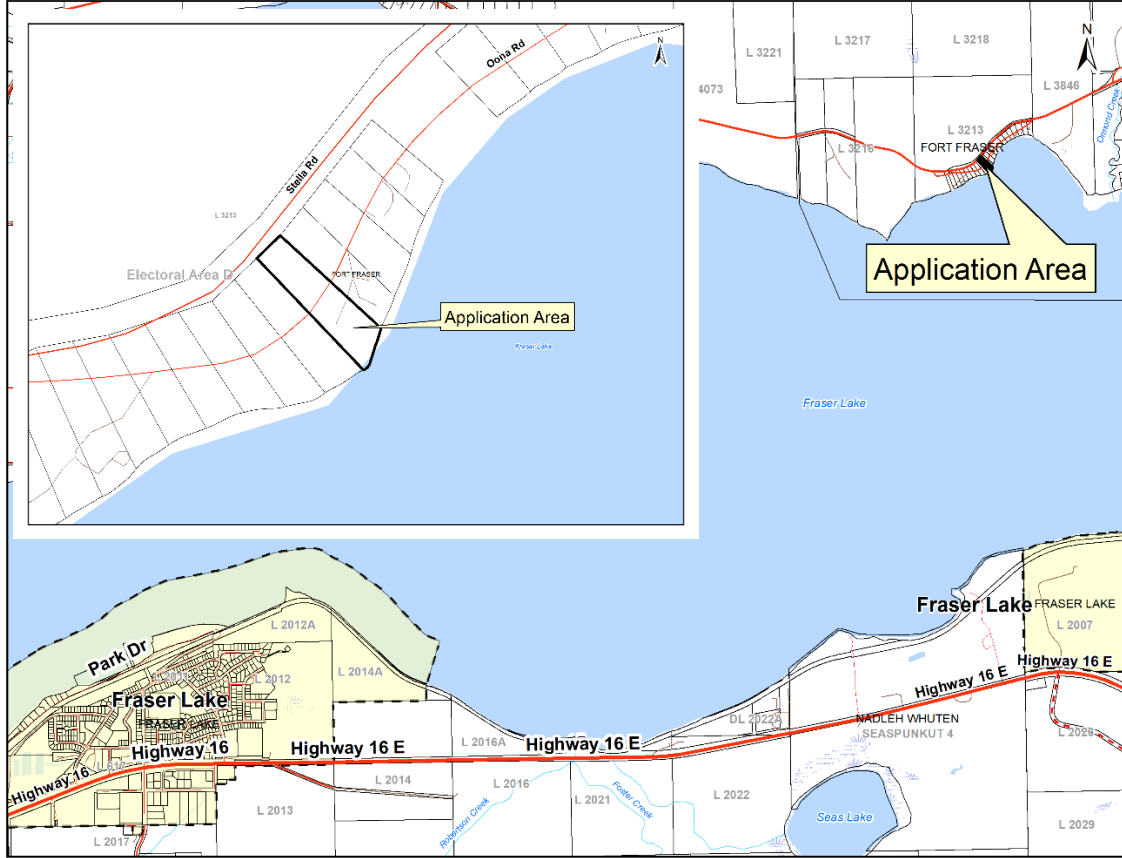 N
Oona Rd
Stella Rd
L 3213
Electoral Area D
FORT FRASER
Application Area
Fraser Lake
L 3221
L 3217
L 3218
N
4073
L 3846
Ormond Creek
L 3213
L 3216
FORT FRASER
Application Area
Fraser Lake
L 2012A
Park Dr
L 2014A
L 2012
Fraser Lake
FRASER LAKE
Highway 16
Highway 16 E
L 617
Highway 16
L 2013
L 2014
L 2017
L 2016A
Highway 16 E
L 2016
Robertson Creek
L 2021
Foster Creek
L 2022
DL 2022A
NADLEH WHUTEN
SEASPUNKUT 4
Seas Lake
Highway 16 E
Fraser Lake
FRASER LAKE
L 2007
Highway 16 E
L 2028
L 2029